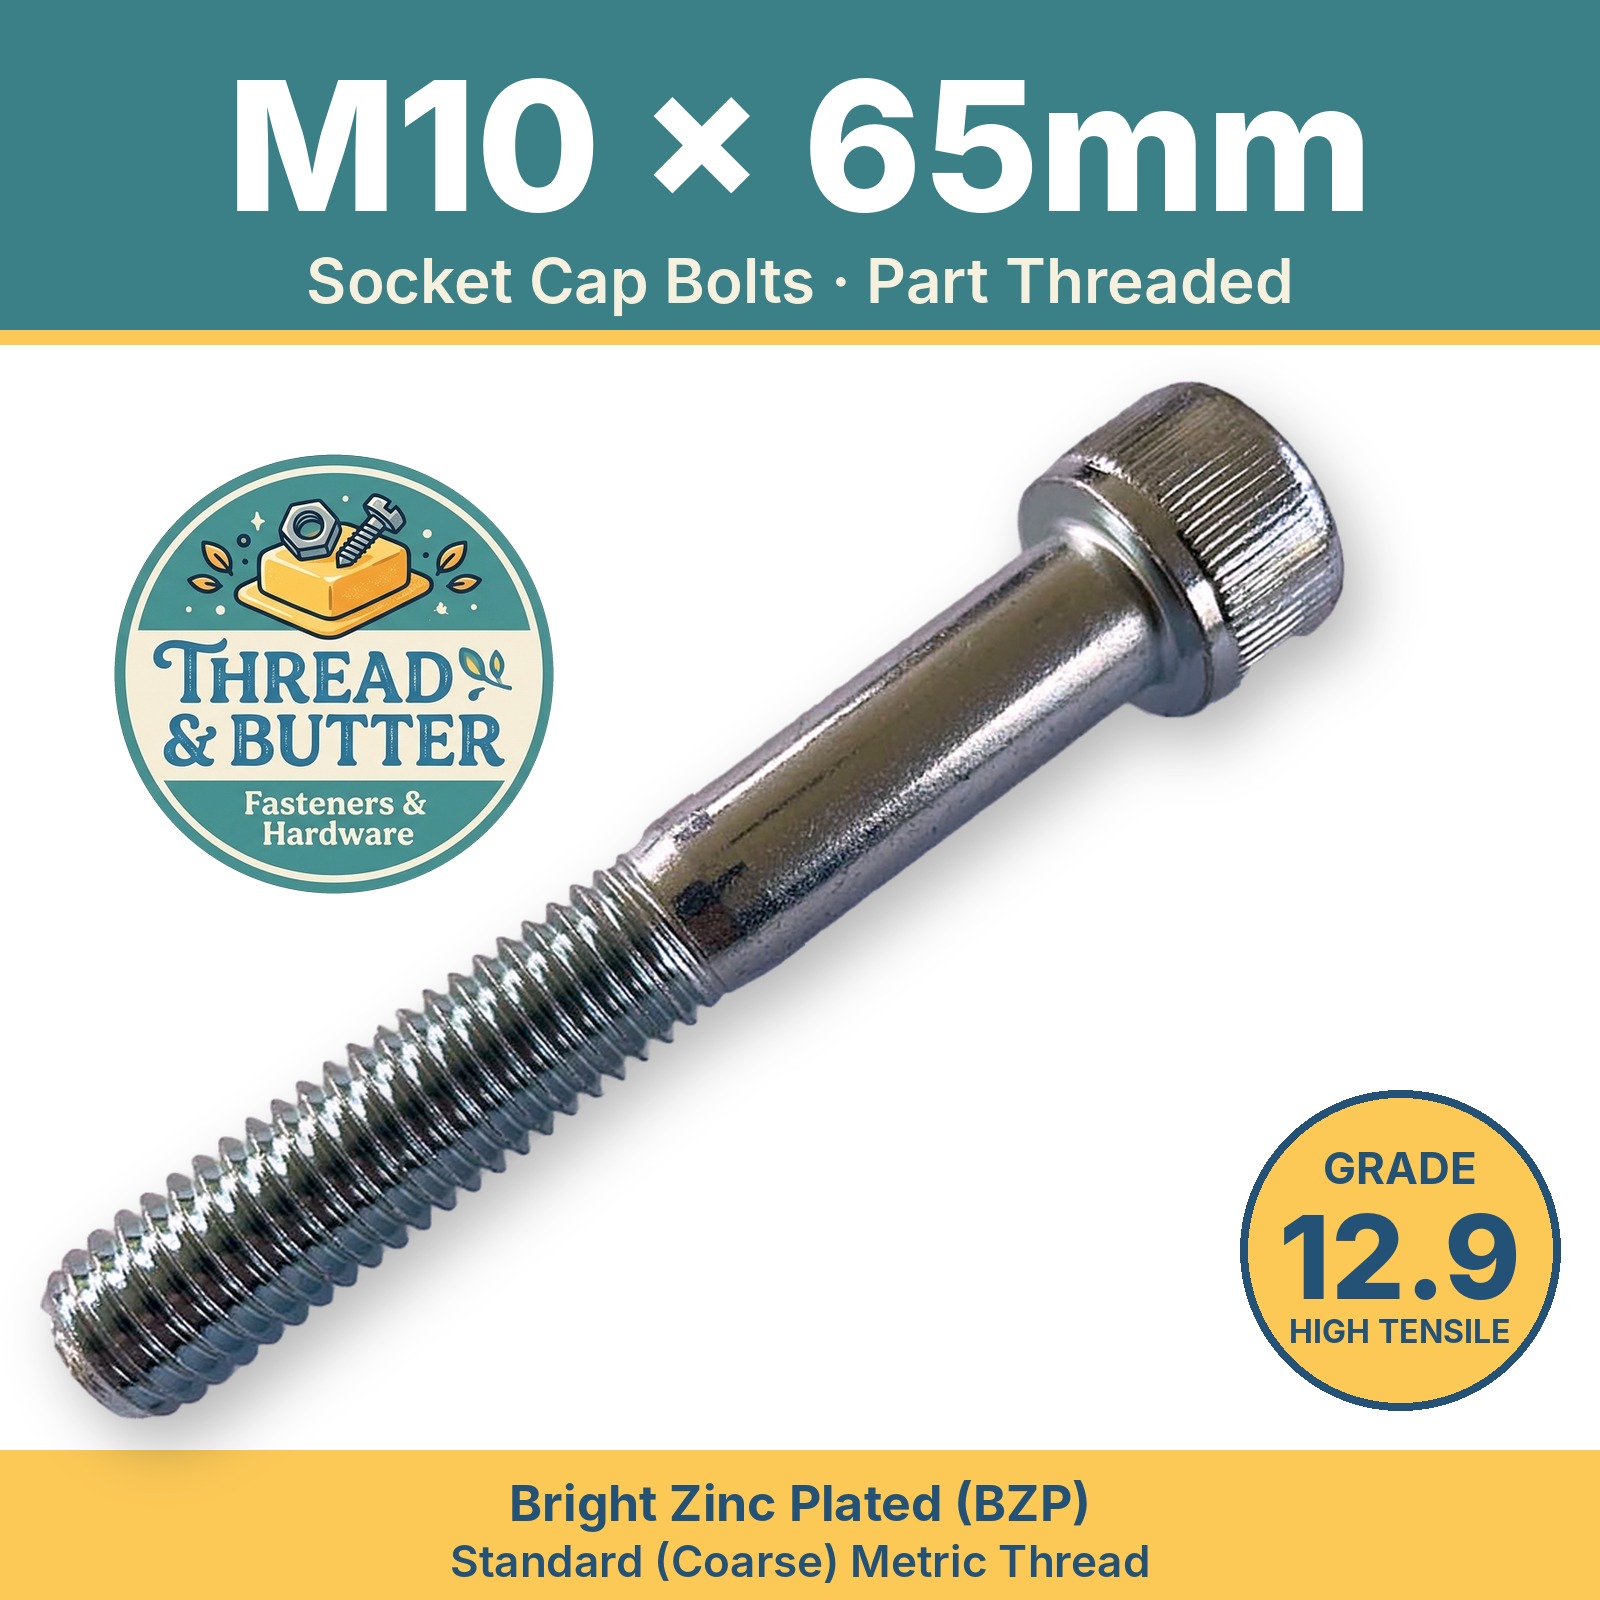 M10 × 65mm
Socket Cap Bolts · Part Threaded
THREAD
& BUTTER
Fasteners &
Hardware
GRADE
12.9
HIGH TENSILE
Bright Zinc Plated (BZP)
Standard (Coarse) Metric Thread